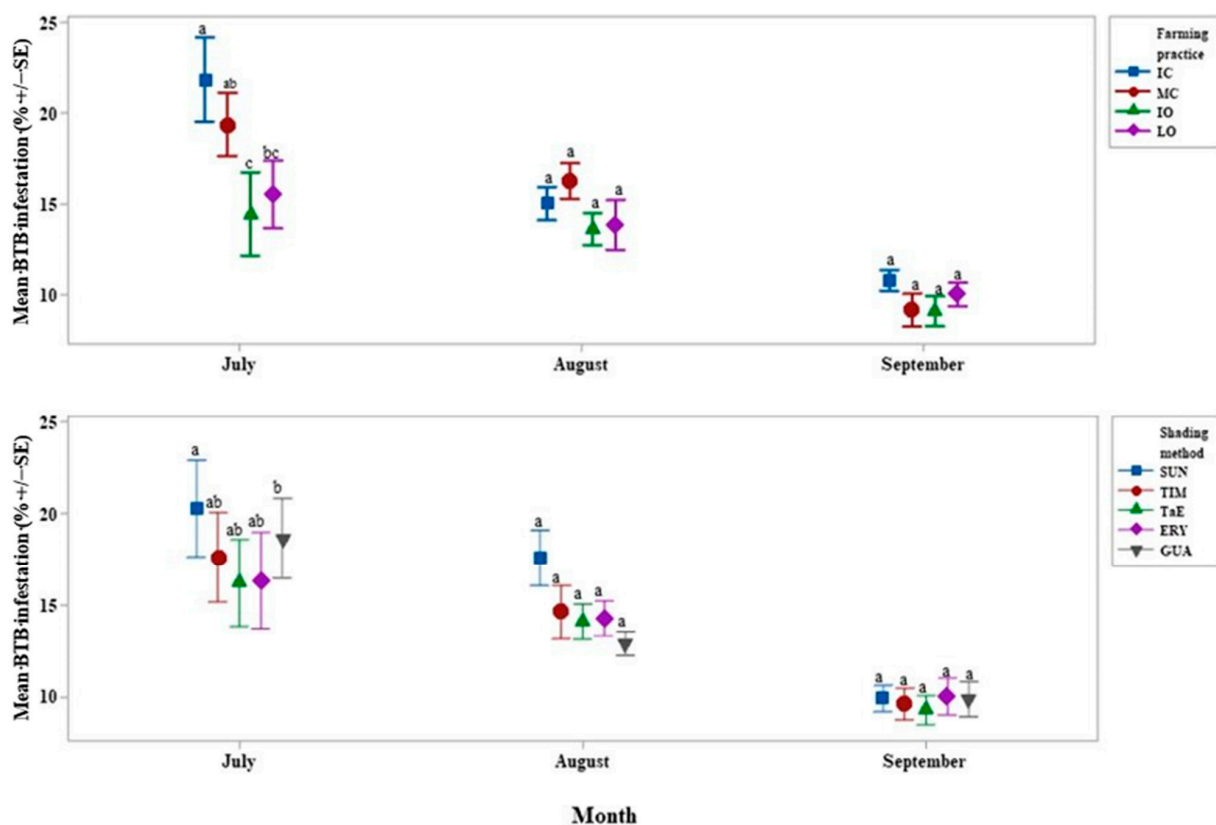 Mean·BTB·infestation·(%+/−·SE)
25
20
15
10
a
ab
c
bc
a
a
a
a
a
a
a
a
July
August
September
Farming
practice
IC
MC
IO
LO
Mean·BTB·infestation·(%+/−·SE)
25
20
15
10
a
ab
ab
ab
b
a
a
a
a
a
a
a
a
a
a
July
August
September
Shading
method
SUN
TIM
TaE
ERY
GUA
Month